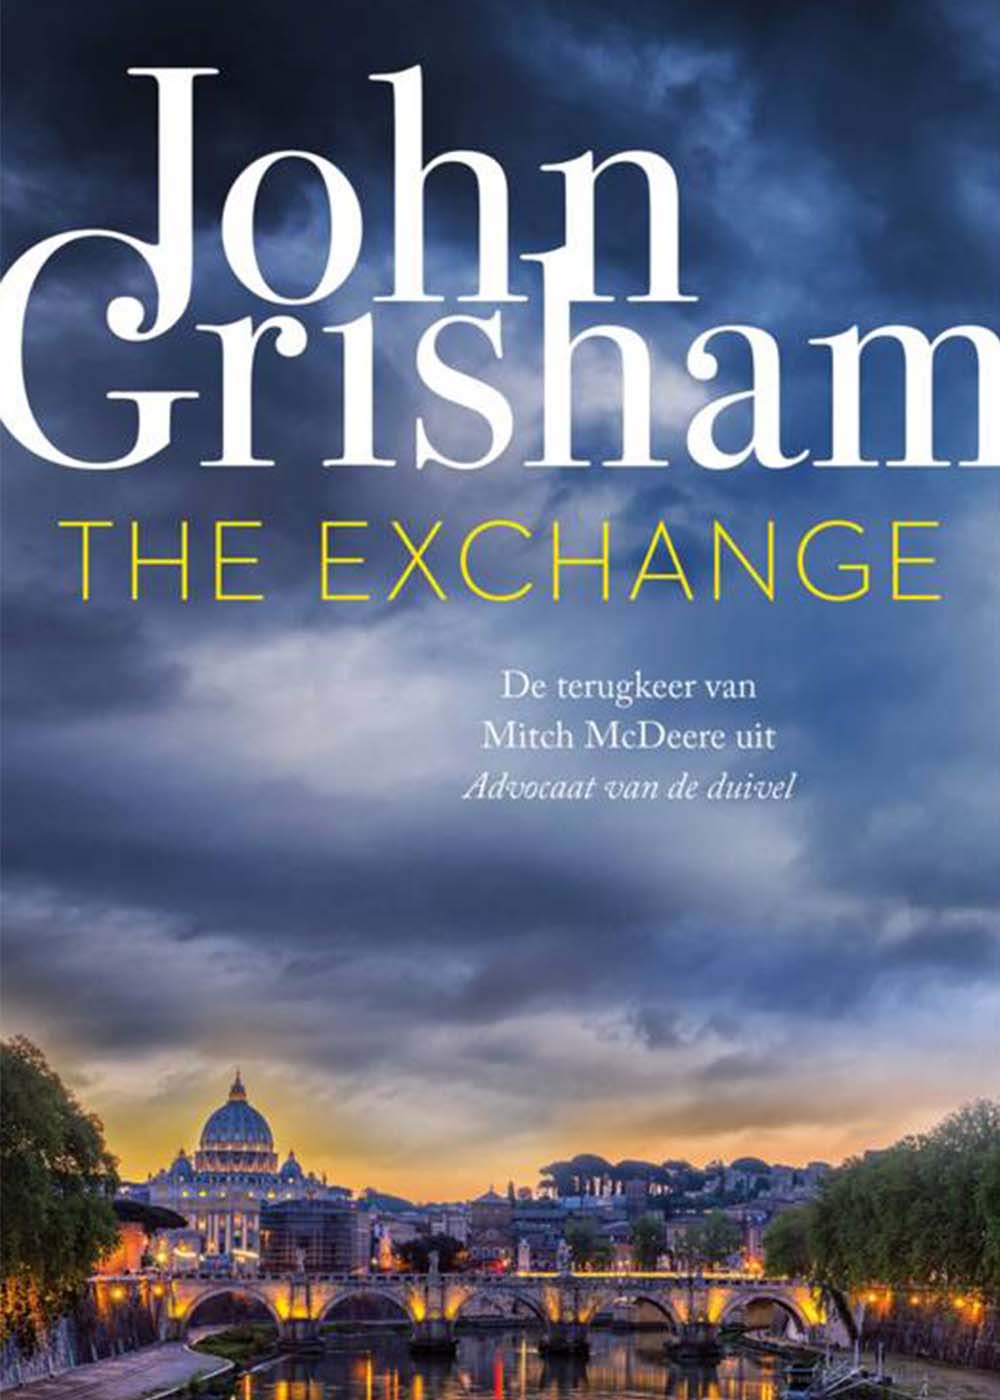 John
Grisham
THE EXCHANGE
De terugkeer van
Mitch McDeere uit
Advocaat van de duivel